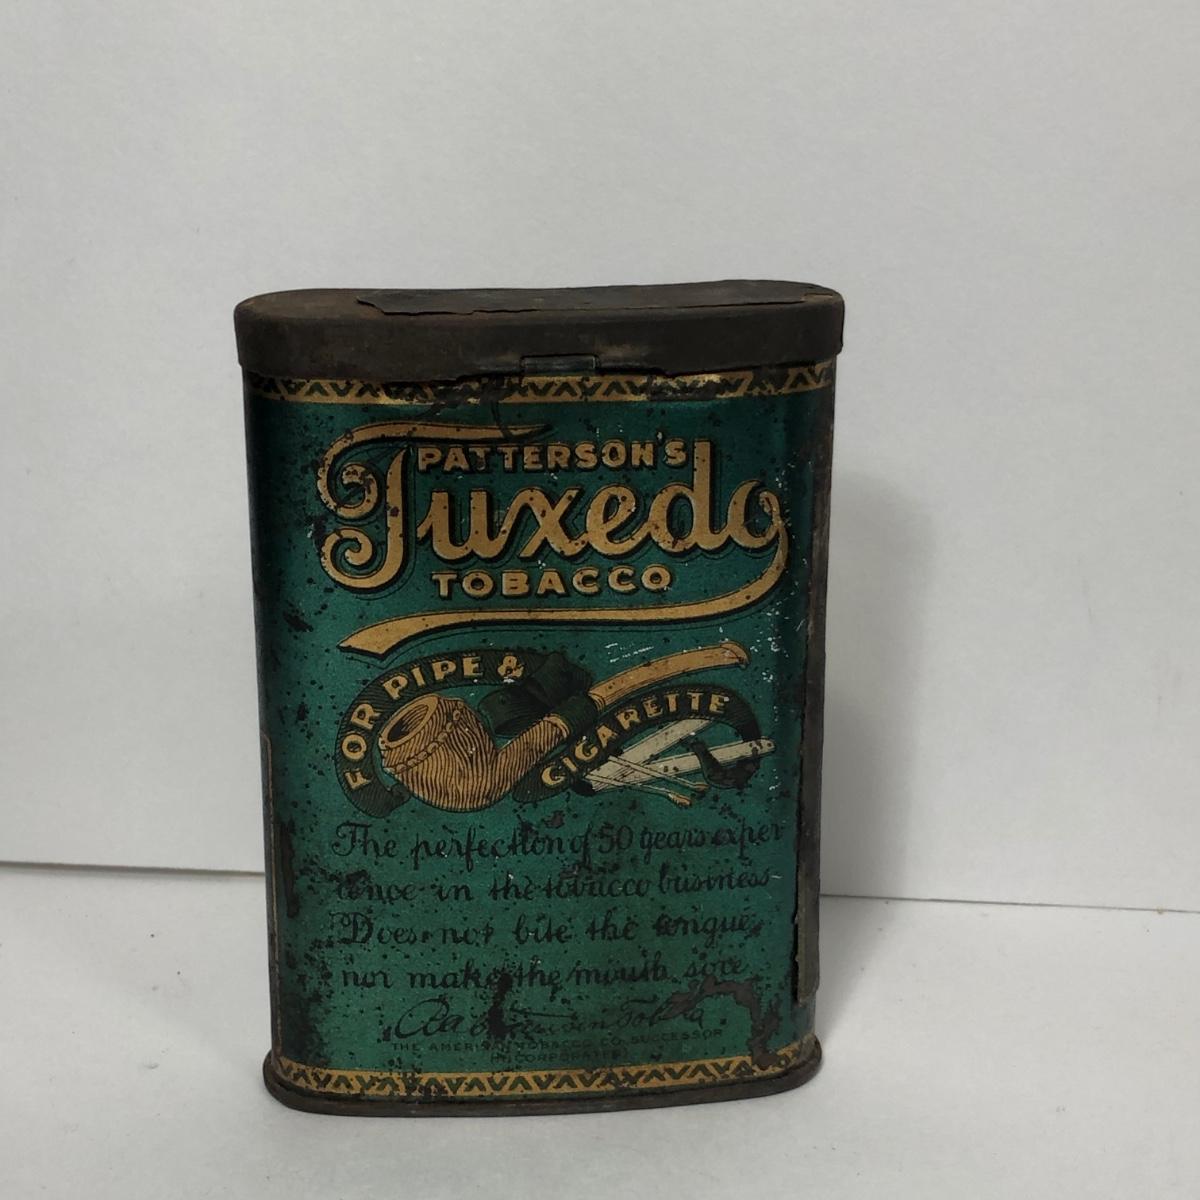 PATTERSON'S
Tuxedo
TOBACCO
FOR PIPE &
CIGARETTE
The perfection of 50 years exper-
ience in the tobacco business-
Does not bite the tongue,
nor make the mouth sore
THE AMERICAN TOBACCO CO. SUCCESSOR
(INCORPORATED)